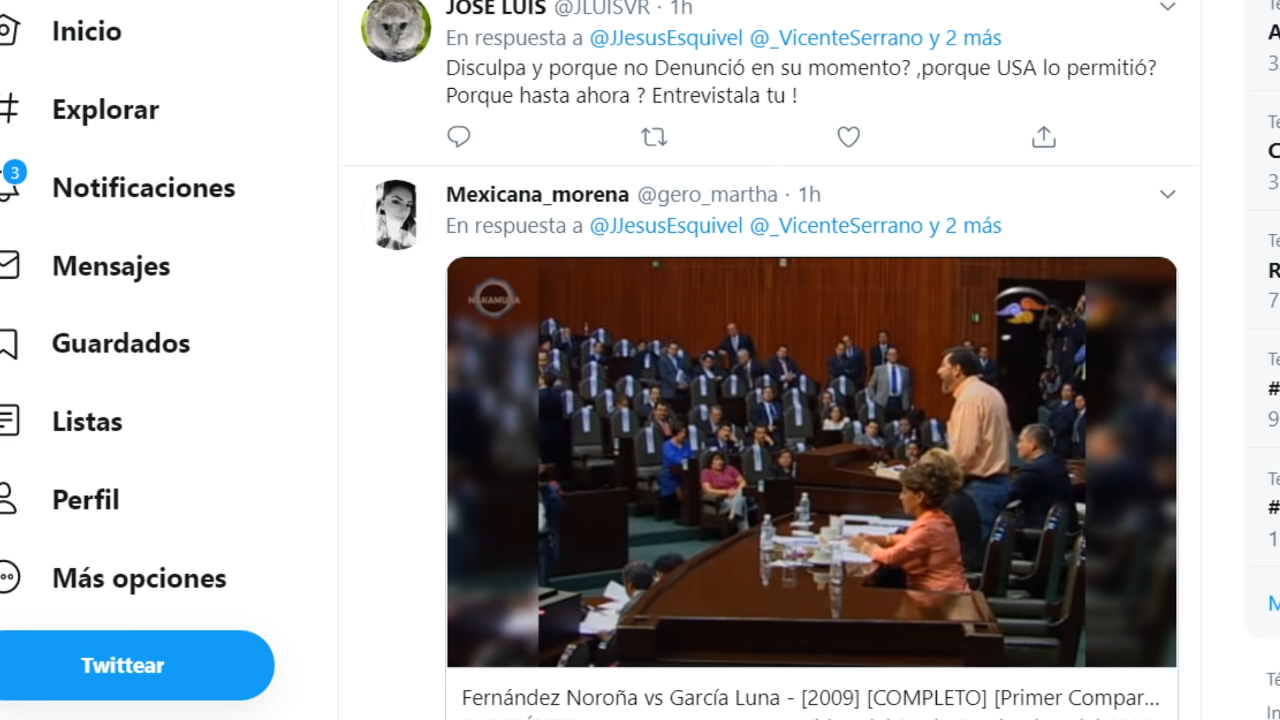 Inicio
Explorar
3
Notificaciones
Mensajes
Guardados
Listas
Perfil
Más opciones
Twittear
JOSE LUIS @JLUISVR · 1h
En respuesta a @JJesusEsquivel @_VicenteSerrano y 2 más
Disculpa y porque no Denunció en su momento? ,porque USA lo permitió?
Porque hasta ahora ? Entrevistala tu !
Mexicana_morena @gero_martha · 1h
En respuesta a @JJesusEsquivel @_VicenteSerrano y 2 más
NAKAMURA
Fernández Noroña vs García Luna - [2009] [COMPLETO] [Primer Compar...